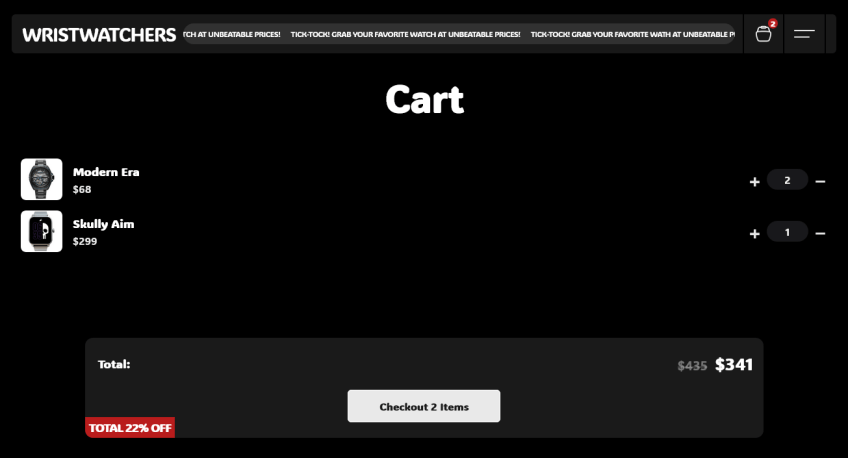 WRISTWATCHERS
TCH AT UNBEATABLE PRICES! TICK-TOCK! GRAB YOUR FAVORITE WATCH AT UNBEATABLE PRICES! TICK-TOCK! GRAB YOUR FAVORITE WATH AT UNBEATABLE P
2
Cart
Modern Era
$68
+ 2 −
Skully Aim
$299
+ 1 −
Total:
$435 $341
Checkout 2 Items
TOTAL 22% OFF